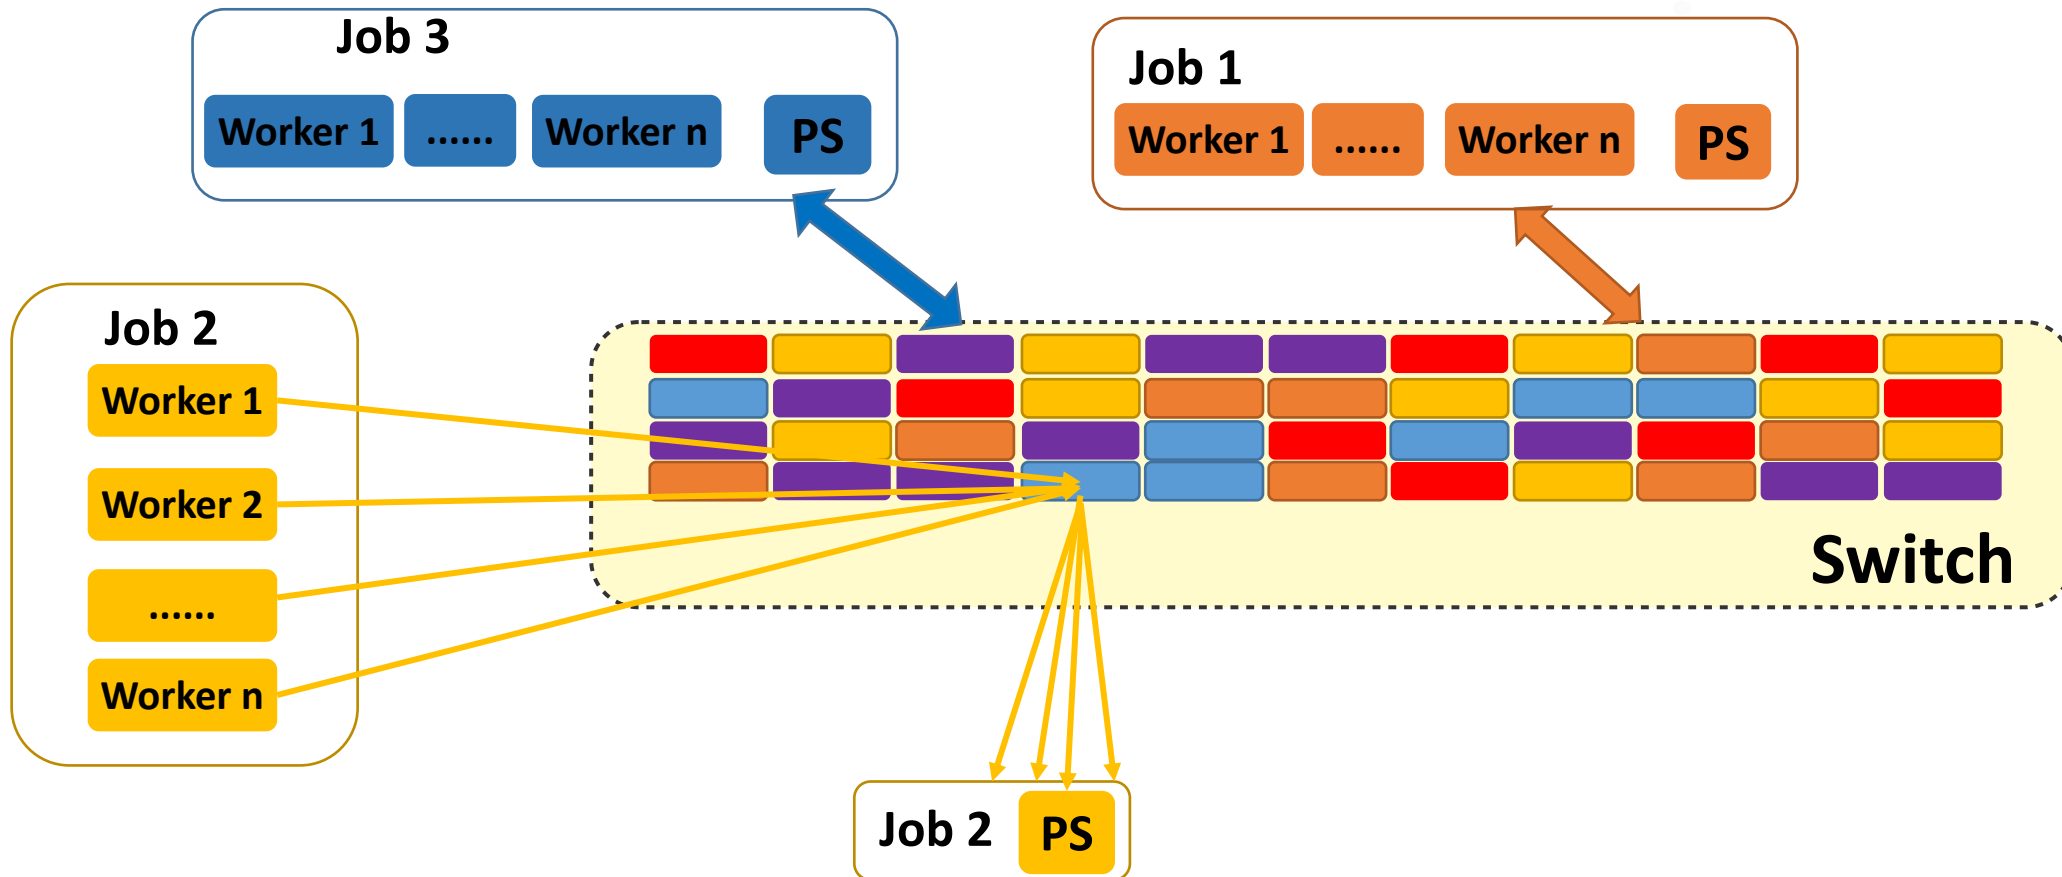 Job 3
Worker 1 ...... Worker n PS
Job 1
Worker 1 ...... Worker n PS
Job 2
Worker 1
Worker 2
......
Worker n
Switch
Job 2 PS